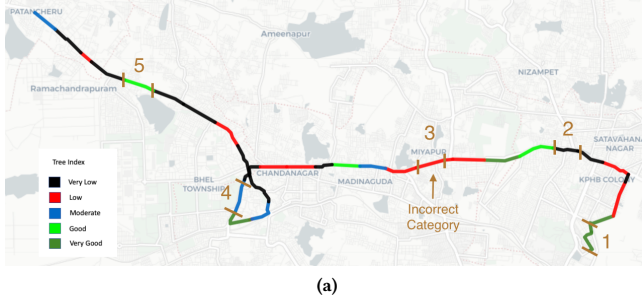 PATANCHERU
Ameenapur
5
Ramachandrapuram
NIZAMPET
3
2
SATAVAHANA
NAGAR
MIYAPUR
Tree Index
Very Low
Low
Moderate
Good
Very Good
BHEL
TOWNSHIP
4
CHANDANAGAR
MADINAGUDA
KPHB COLONY
Incorrect
Category
1
(a)